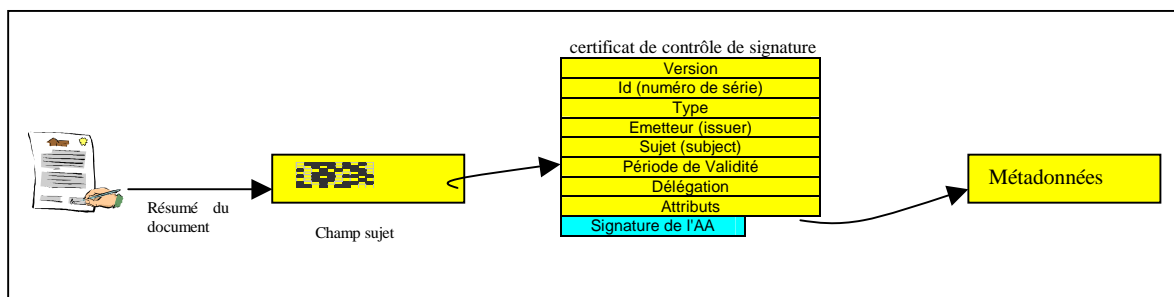 certificat de contrôle de signature
Version
Id (numéro de série)
Type
Emetteur (issuer)
Sujet (subject)
Période de Validité
Délégation
Attributs
Signature de l'AA
Résumé du
document
Champ sujet
Métadonnées